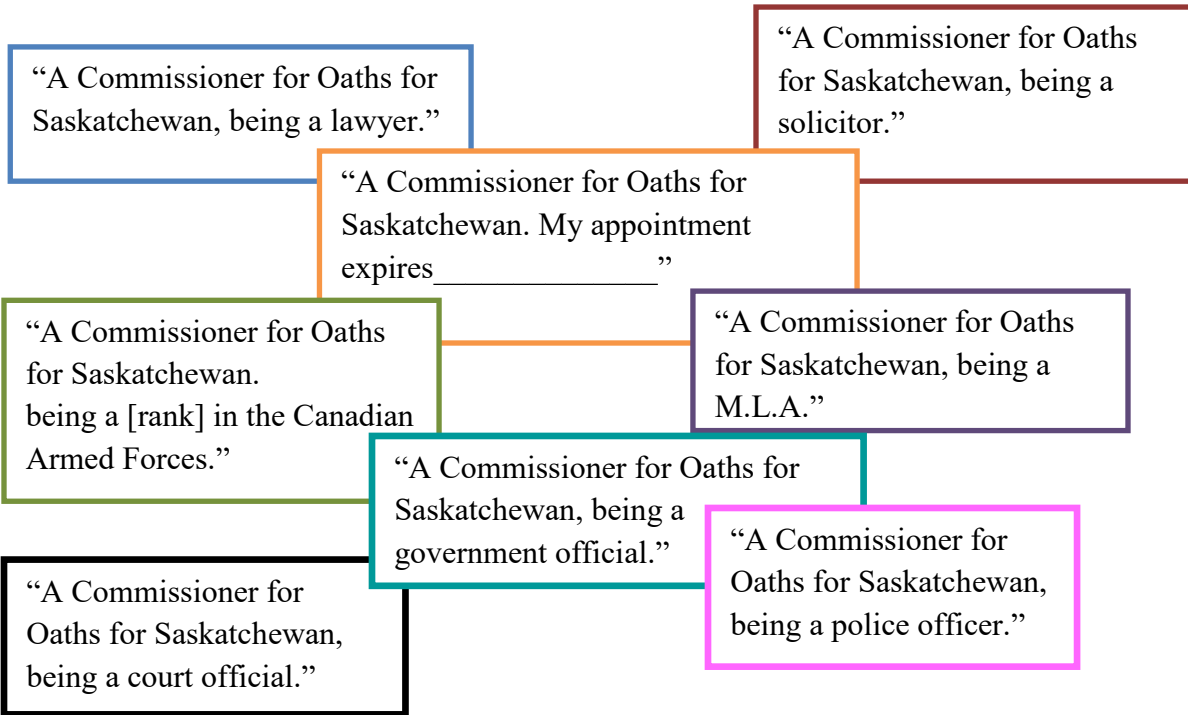 “A Commissioner for Oaths for
Saskatchewan, being a lawyer.”
“A Commissioner for Oaths
for Saskatchewan, being a
solicitor.”
“A Commissioner for Oaths for
Saskatchewan. My appointment
expires______________”
“A Commissioner for Oaths
for Saskatchewan.
being a [rank] in the Canadian
Armed Forces.”
“A Commissioner for Oaths
for Saskatchewan, being a
M.L.A.”
“A Commissioner for Oaths for
Saskatchewan, being a
government official.”
“A Commissioner for
Oaths for Saskatchewan,
being a police officer.”
“A Commissioner for
Oaths for Saskatchewan,
being a court official.”